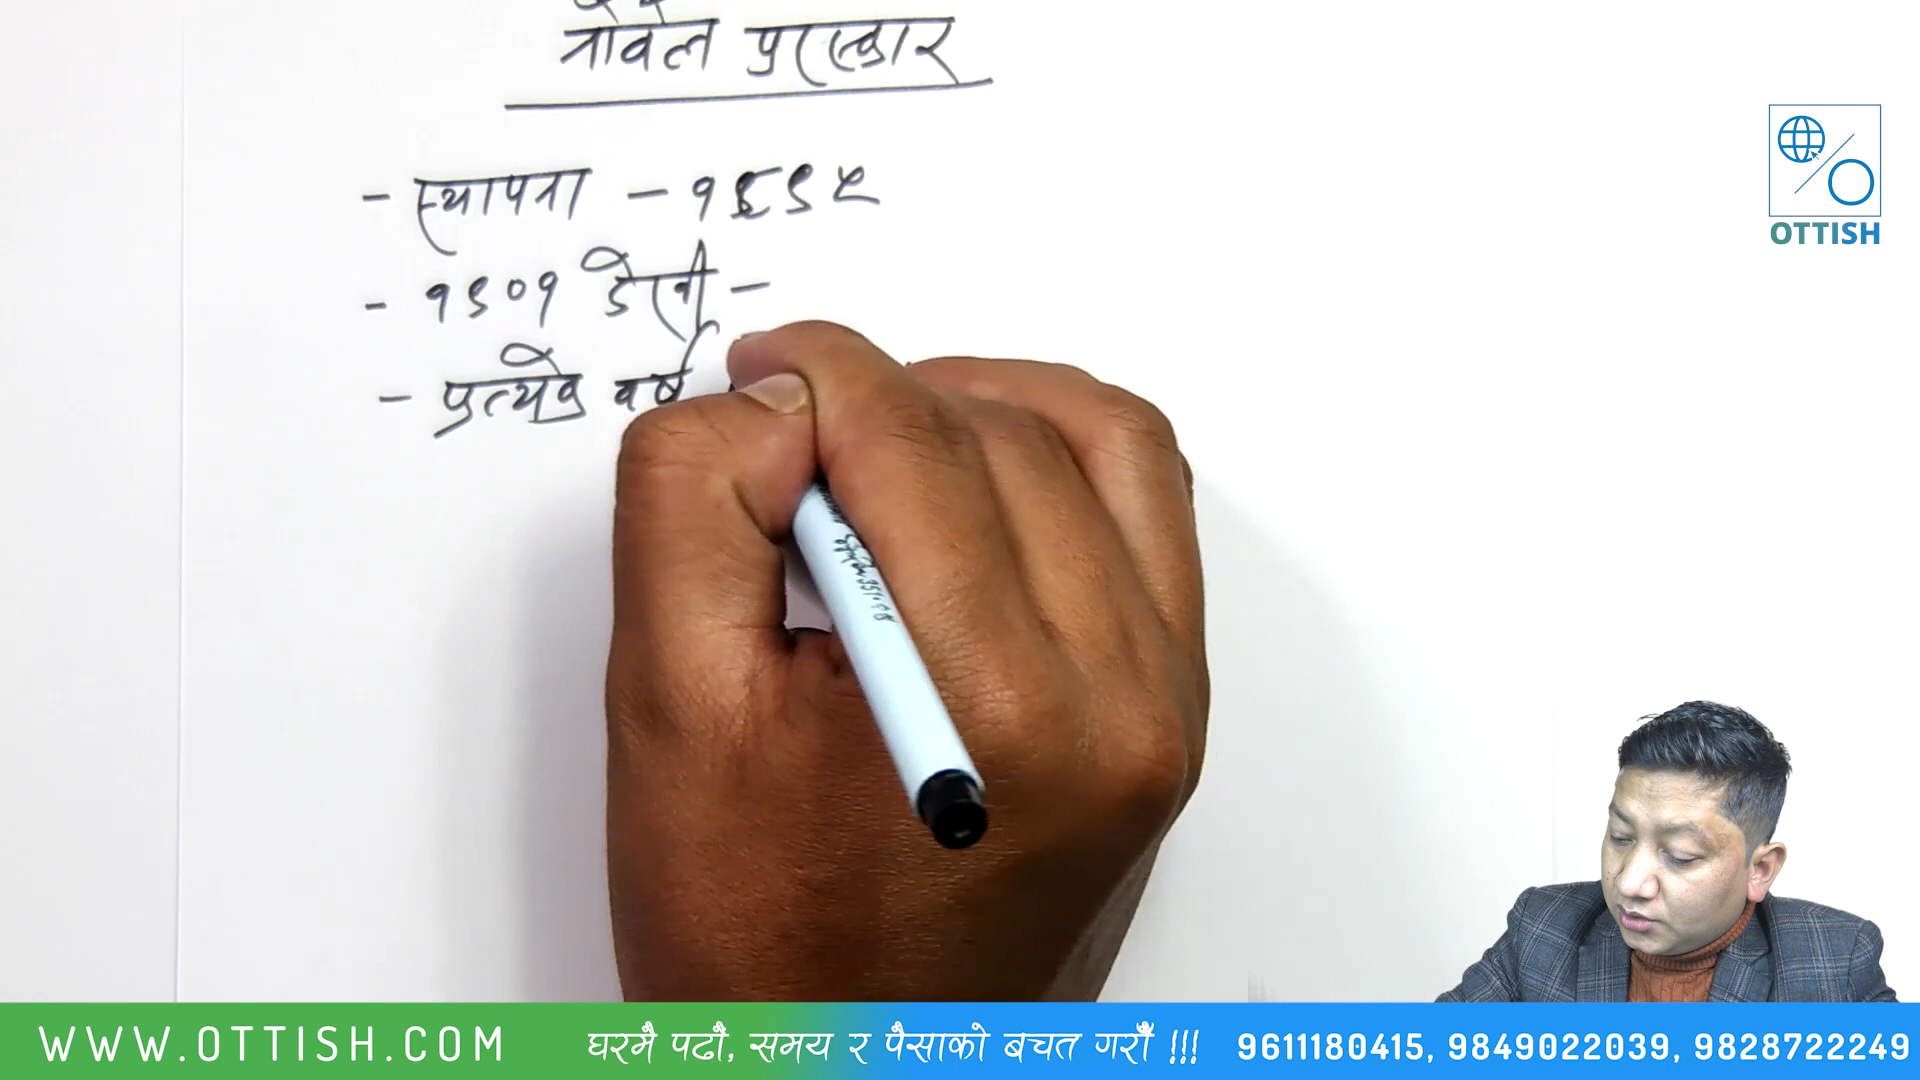 नोबेल पुरस्कार
- स्थापना - १८९५
- १९०१ देखी -
- प्रत्येक वर्ष
OTTISH
WWW.OTTISH.COM
घरमै पढौं, समय र पैसाको बचत गरौं !!!
9611180415, 9849022039, 9828722249